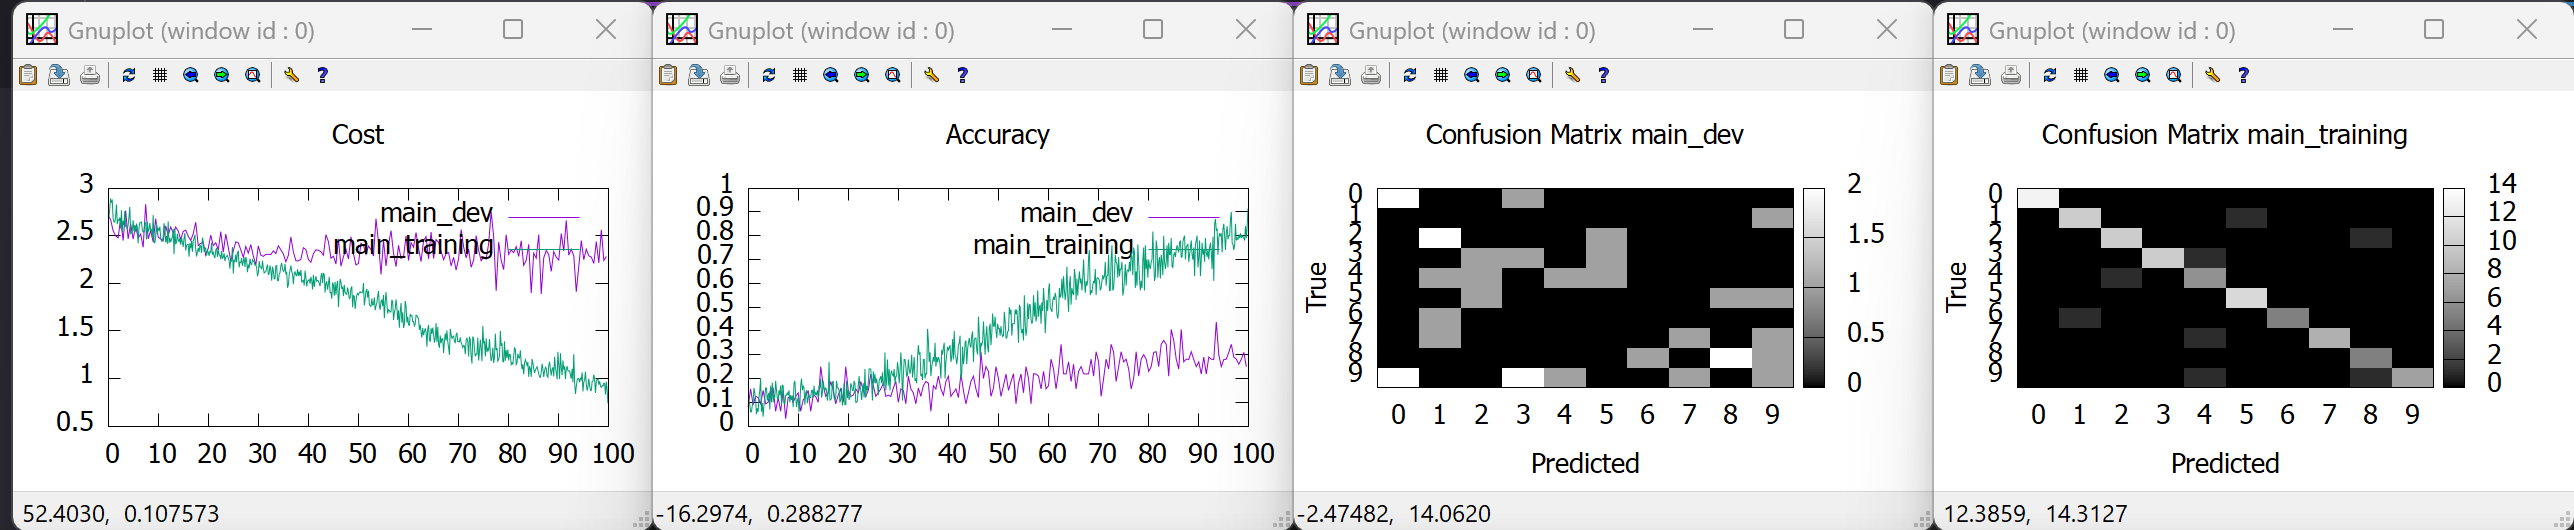 Gnuplot (window id : 0)
Cost
3
2.5
2
1.5
1
0.5
main_dev
main_training
0 10 20 30 40 50 60 70 80 90 100
52.4030, 0.107573
Gnuplot (window id : 0)
Accuracy
1
0.9
0.8
0.7
0.6
0.5
0.4
0.3
0.2
0.1
0
main_dev
main_training
0 10 20 30 40 50 60 70 80 90 100
-16.2974, 0.288277
Gnuplot (window id : 0)
Confusion Matrix main_dev
True
0
1
2
3
4
5
6
7
8
9
2
1.5
1
0.5
0
0 1 2 3 4 5 6 7 8 9
Predicted
-2.47482, 14.0620
Gnuplot (window id : 0)
Confusion Matrix main_training
True
0
1
2
3
4
5
6
7
8
9
14
12
10
8
6
4
2
0
0 1 2 3 4 5 6 7 8 9
Predicted
12.3859, 14.3127